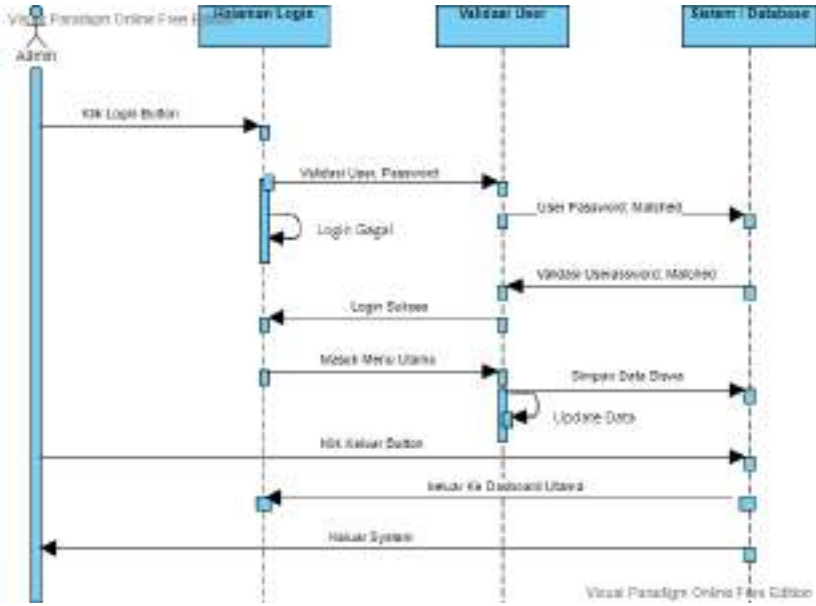 Visual Paradigm Online Free Edition
Halaman Login
Validasi User
Sistem / Database
Admin
Klik Login Button
Validasi User, Password
User Password, Matched
Login Gagal
Validasi Userpassword, Matched
Login Sukses
Masuk Menu Utama
Simpan Data Siswa
Update Data
Klik Keluar Button
Keluar Ke Dasboard Utama
Keluar System
Visual Paradigm Online Free Edition